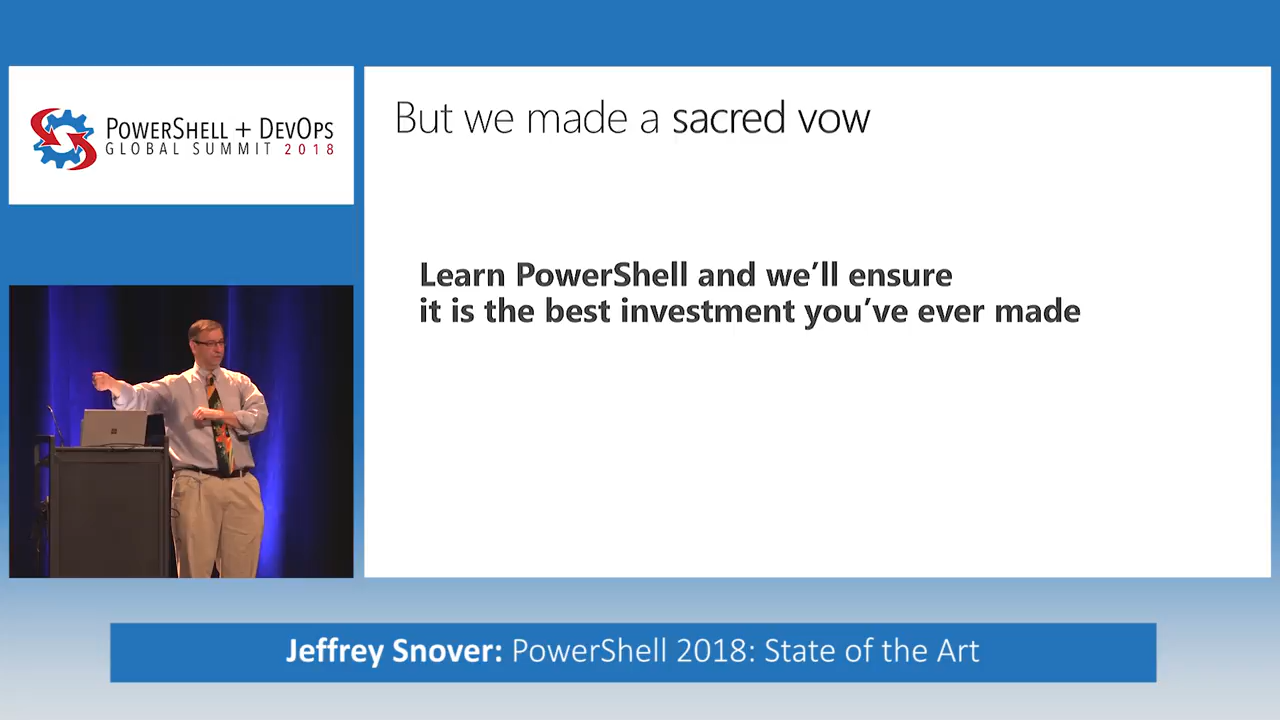 POWERSHELL + DEVOPS
GLOBAL SUMMIT 2018
But we made a sacred vow
Learn PowerShell and we'll ensure
it is the best investment you've ever made
Jeffrey Snover: PowerShell 2018: State of the Art